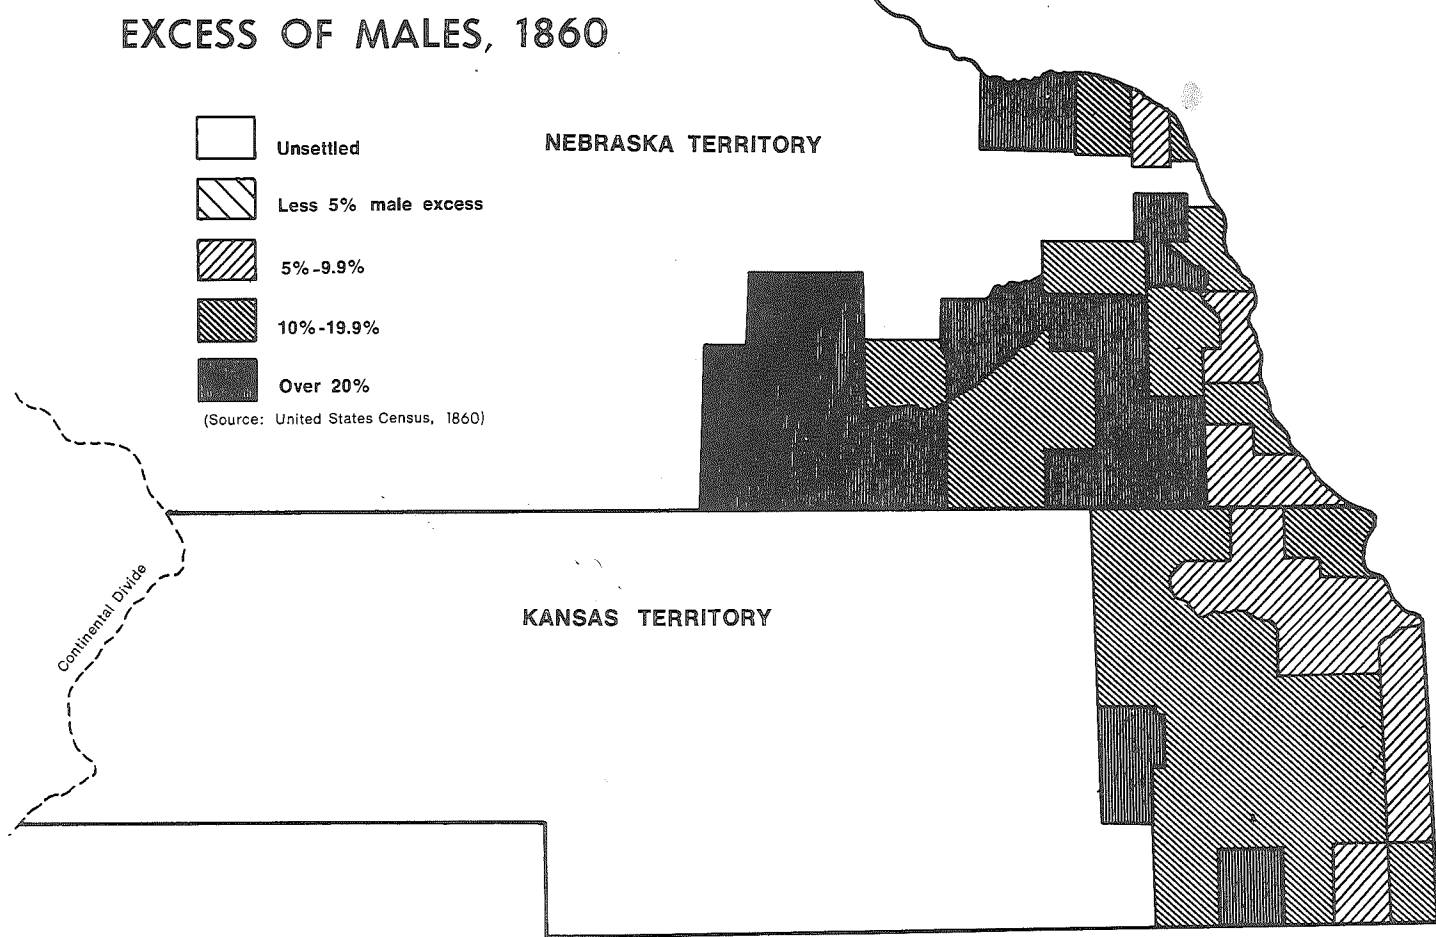 EXCESS OF MALES, 1860
Unsettled
NEBRASKA TERRITORY
Less 5% male excess
5%-9.9%
10%-19.9%
Over 20%
(Source: United States Census, 1860)
Continental Divide
KANSAS TERRITORY